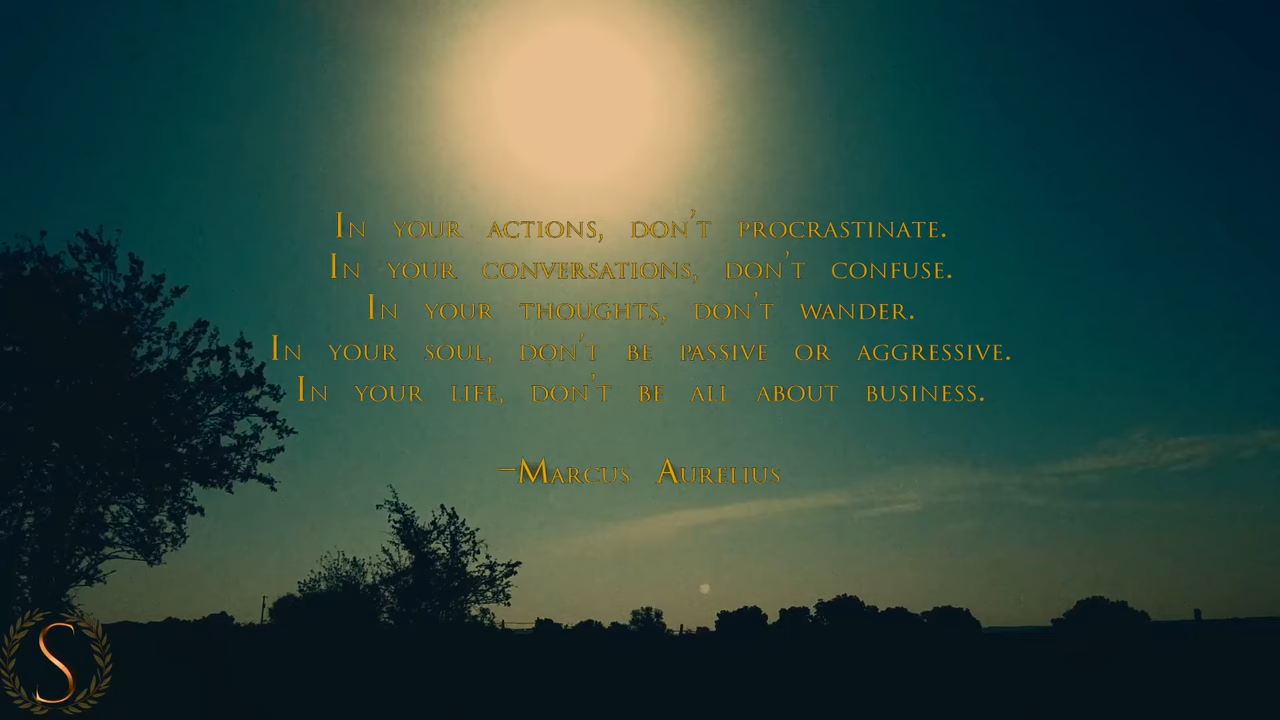 In your actions, don't procrastinate.
In your conversations, don't confuse.
In your thoughts, don't wander.
In your soul, don't be passive or aggressive.
In your life, don't be all about business.
–Marcus Aurelius
S